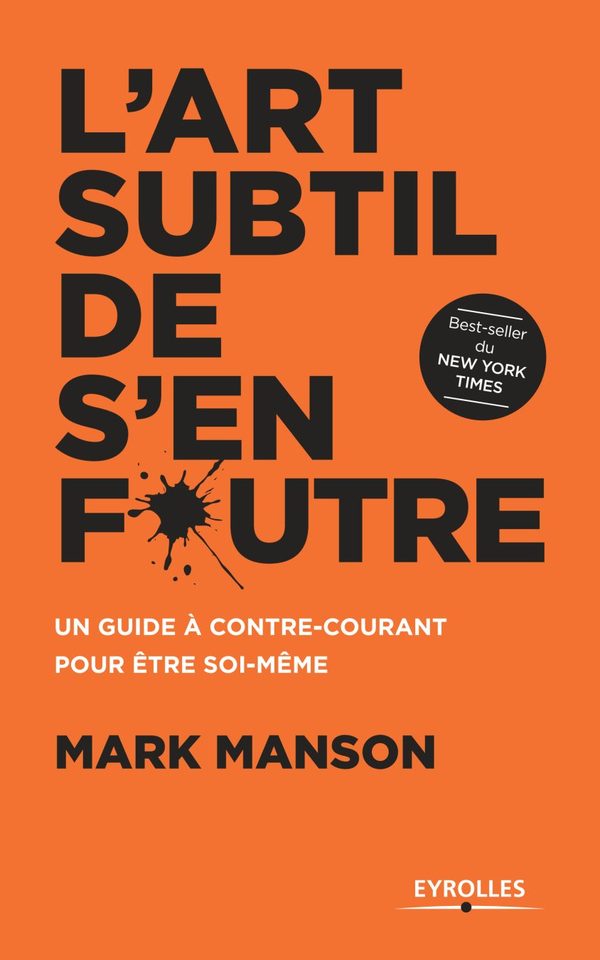 L'ART
SUBTIL
DE
S'EN
F*UTRE
Best-seller
du
NEW YORK
TIMES
UN GUIDE À CONTRE-COURANT
POUR ÊTRE SOI-MÊME
MARK MANSON
EYROLLES